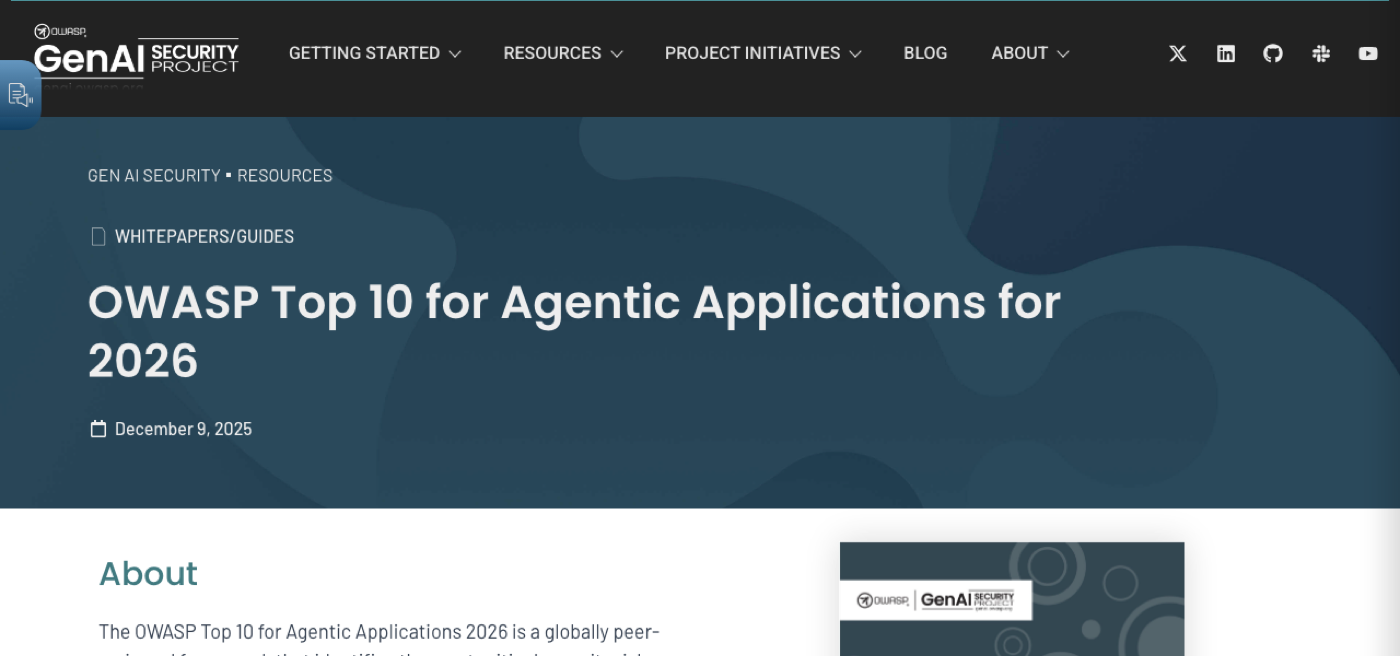 OWASP
GenAI SECURITY PROJECT
GETTING STARTED
RESOURCES
PROJECT INITIATIVES
BLOG
ABOUT
GEN AI SECURITY ▪ RESOURCES
WHITEPAPERS/GUIDES
OWASP Top 10 for Agentic Applications for
2026
December 9, 2025
About
The OWASP Top 10 for Agentic Applications 2026 is a globally peer-
OWASP GenAI SECURITY PROJECT